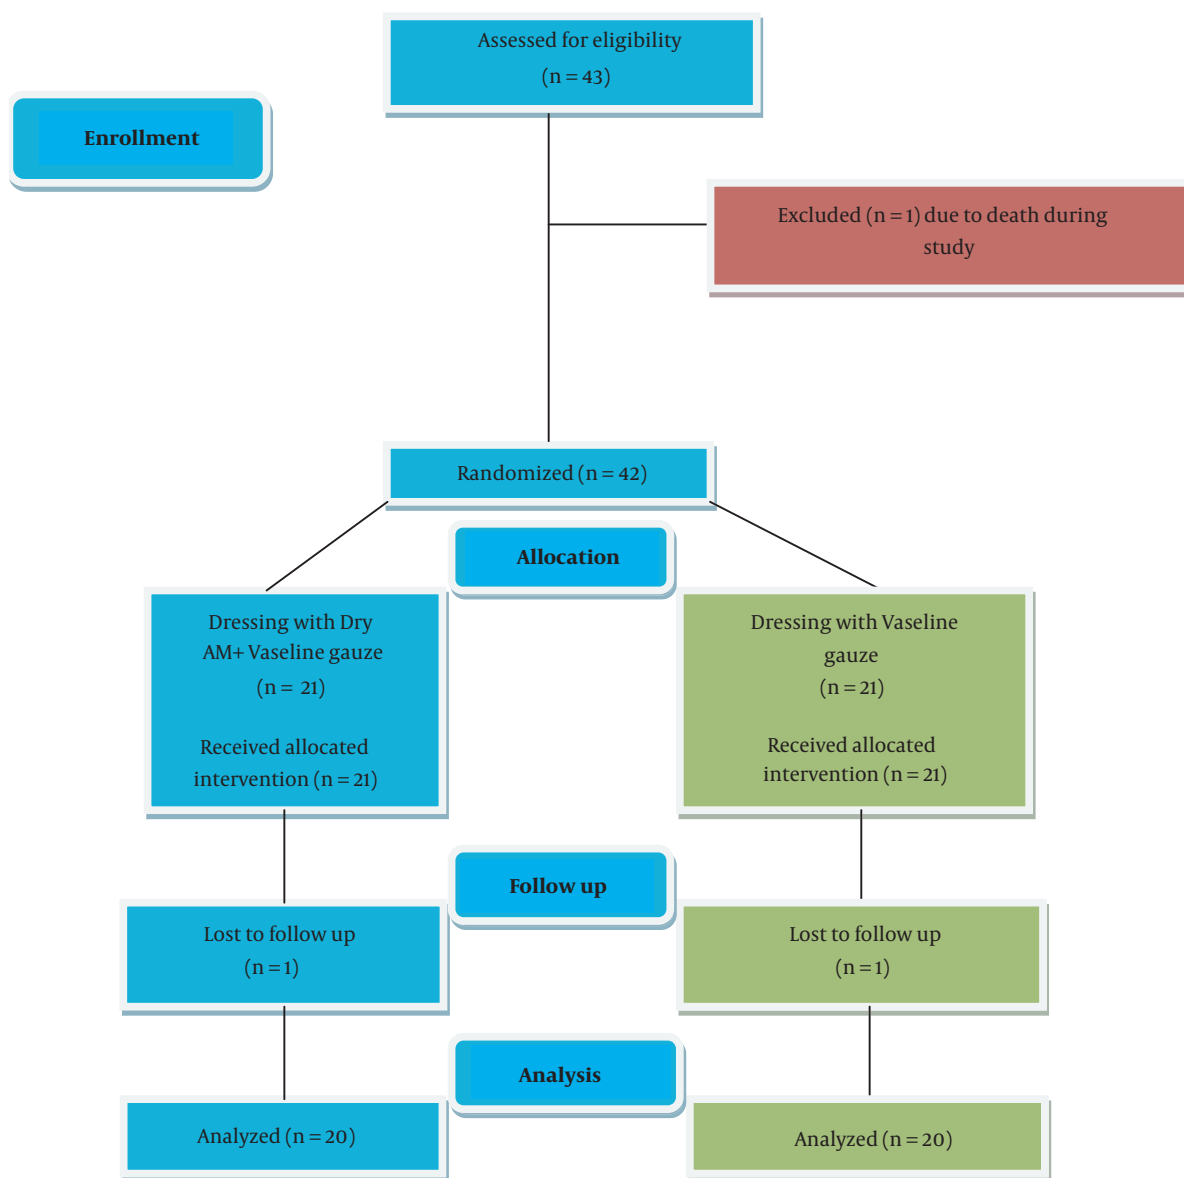 Assessed for eligibility
(n = 43)
Enrollment
Excluded (n = 1) due to death during
study
Randomized (n = 42)
Allocation
Dressing with Dry
AM+ Vaseline gauze
(n = 21)
Received allocated
intervention (n = 21)
Dressing with Vaseline
gauze
(n = 21)
Received allocated
intervention (n = 21)
Follow up
Lost to follow up
(n = 1)
Lost to follow up
(n = 1)
Analysis
Analyzed (n = 20)
Analyzed (n = 20)